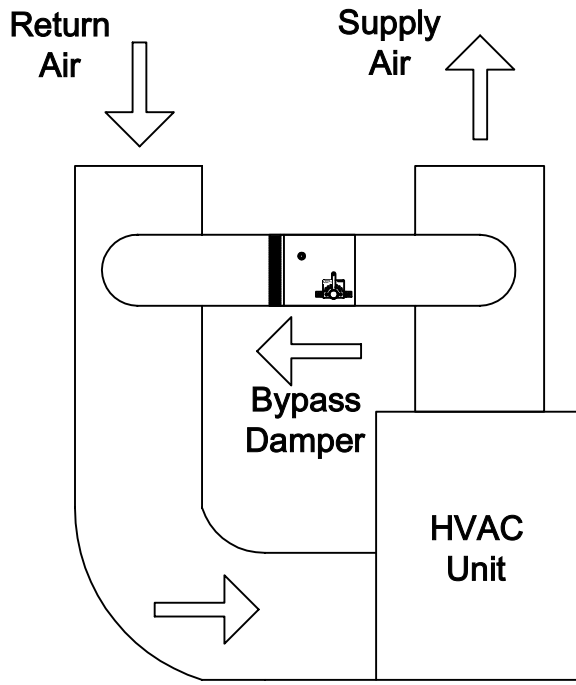 Return
Air
Supply
Air
Bypass
Damper
HVAC
Unit